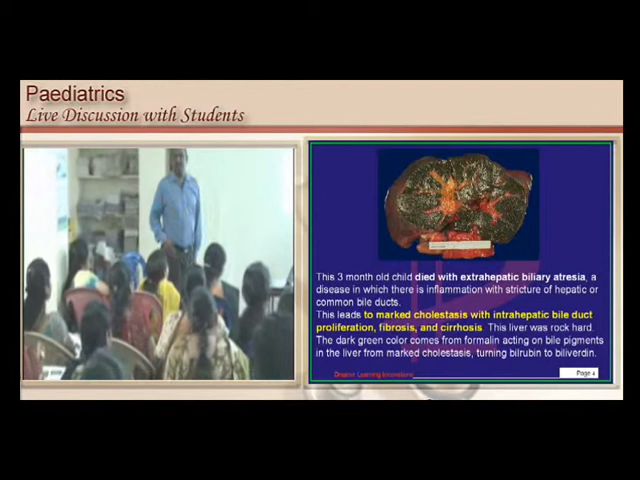 Paediatrics
Live Discussion with Students
This 3 month old child died with extrahepatic biliary atresia, a
disease in which there is inflammation with stricture of hepatic or
common bile ducts.
This leads to marked cholestasis with intrahepatic bile duct
proliferation, fibrosis, and cirrhosis. This liver was rock hard.
The dark green color comes from formalin acting on bile pigments
in the liver from marked cholestasis, turning bilrubin to biliverdin.
Learning Innovations
Page 4